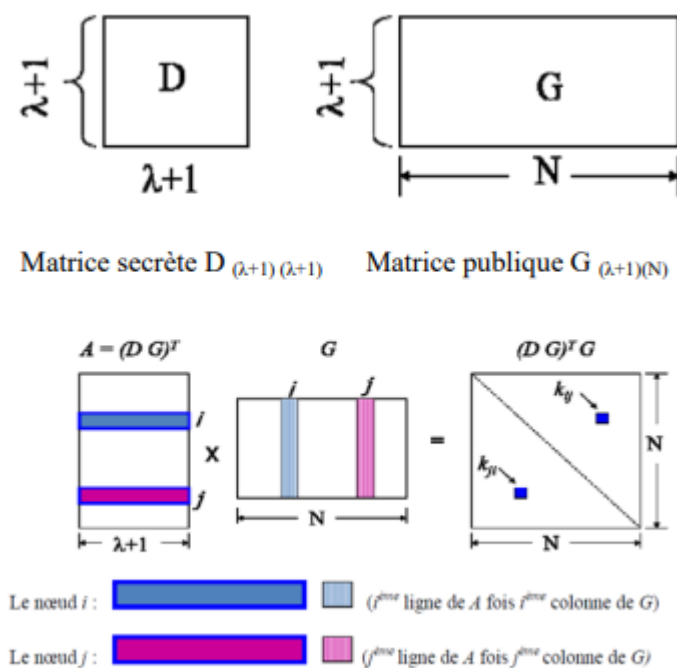 λ+1 D λ+1 G
λ+1 N
Matrice secrète D (λ+1) (λ+1) Matrice publique G (λ+1)(N)
A = (D G)ᵀ G (D G)ᵀ G
i j
i kij
X = N
kji
j
N
λ+1 N
Le nœud i : (ième ligne de A fois ième colonne de G)
Le nœud j : (jème ligne de A fois jème colonne de G)